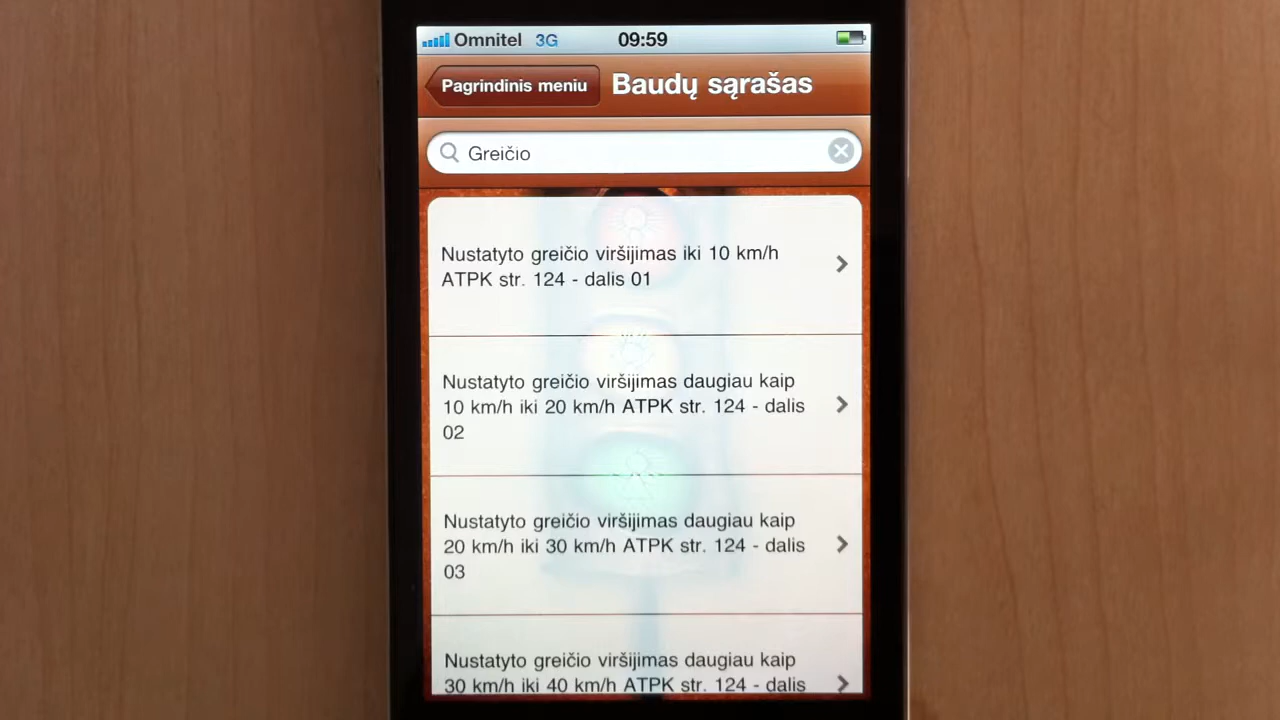 Omnitel 3G 09:59
Pagrindinis meniu Baudų sąrašas
Greičio
Nustatyto greičio viršijimas iki 10 km/h
ATPK str. 124 - dalis 01
Nustatyto greičio viršijimas daugiau kaip
10 km/h iki 20 km/h ATPK str. 124 - dalis
02
Nustatyto greičio viršijimas daugiau kaip
20 km/h iki 30 km/h ATPK str. 124 - dalis
03
Nustatyto greičio viršijimas daugiau kaip
30 km/h iki 40 km/h ATPK str. 124 - dalis